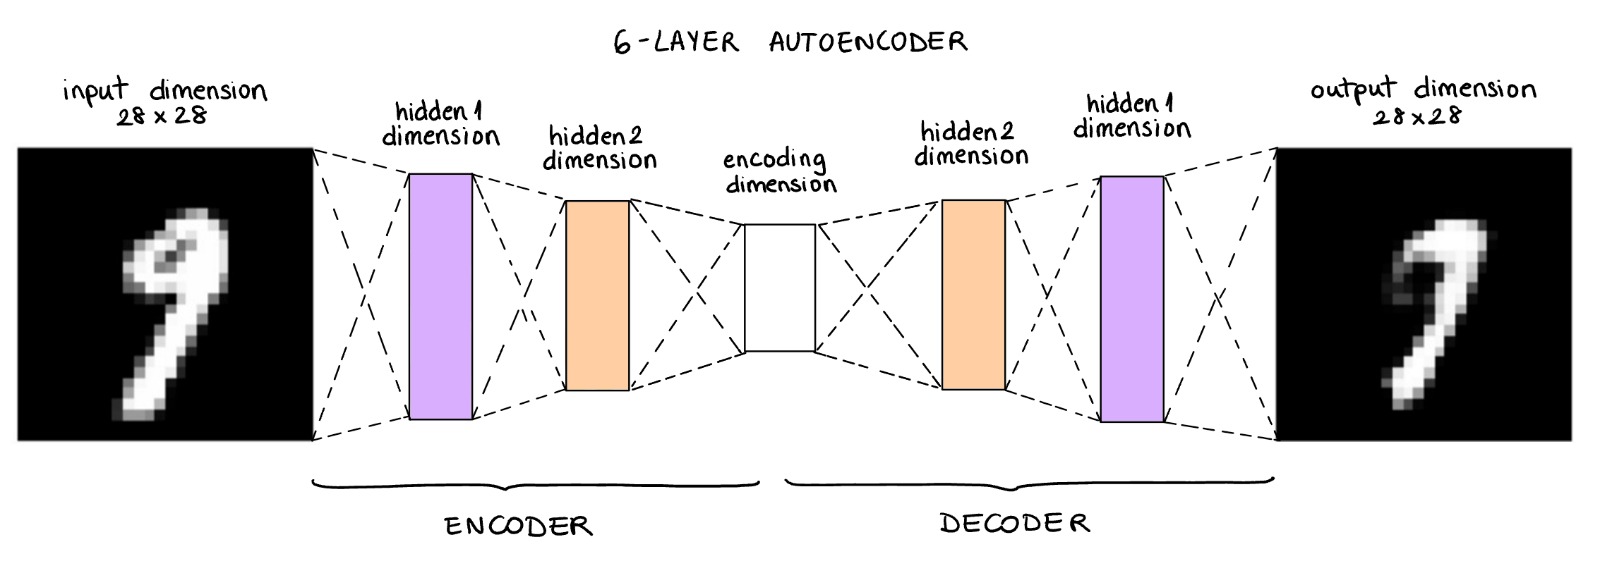 6-LAYER AUTOENCODER
input dimension
28 x 28
hidden 1
dimension
hidden 2
dimension
encoding
dimension
hidden 2
dimension
hidden 1
dimension
output dimension
28 x 28
ENCODER
DECODER